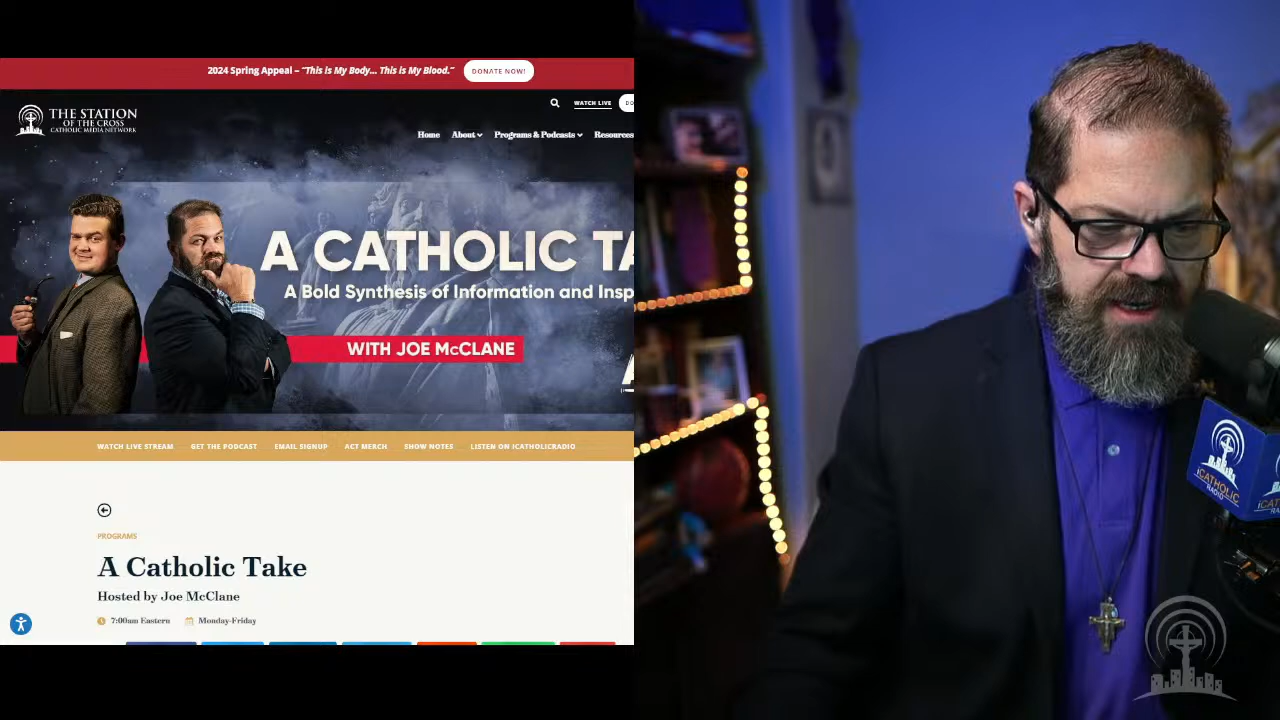 2024 Spring Appeal – "This is My Body... This is My Blood."
DONATE NOW!
THE STATION
OF THE CROSS
CATHOLIC MEDIA NETWORK
WATCH LIVE
DO
Home
About
Programs & Podcasts
Resources
A CATHOLIC TA
A Bold Synthesis of Information and Insp
WITH JOE McCLANE
WATCH LIVE STREAM
GET THE PODCAST
EMAIL SIGNUP
ACT MERCH
SHOW NOTES
LISTEN ON ICATHOLICRADIO
PROGRAMS
A Catholic Take
Hosted by Joe McClane
7:00am Eastern
Monday-Friday
iCATHOLIC
RADIO